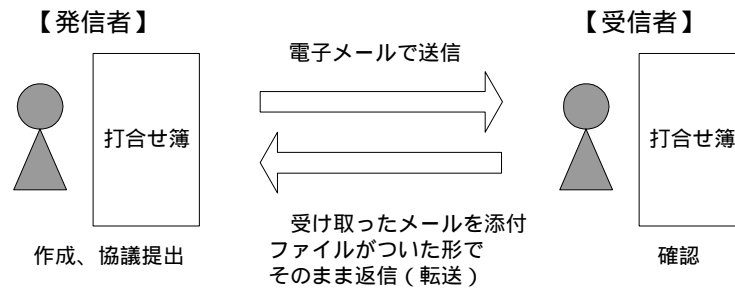 【発信者】
【受信者】
電子メールで送信
打合せ簿
打合せ簿
受け取ったメールを添付
ファイルがついた形で
そのまま返信（転送）
作成、協議提出
確認